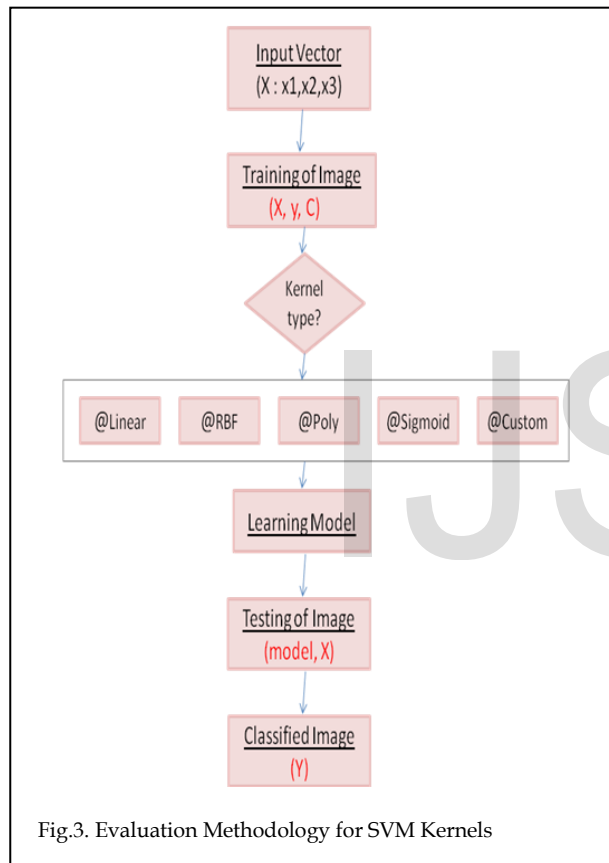 Input Vector
(X : x1,x2,x3)
Training of Image
(X, y, C)
Kernel
type?
@Linear @RBF @Poly @Sigmoid @Custom
Learning Model
Testing of Image
(model, X)
Classified Image
(Y)
Fig.3. Evaluation Methodology for SVM Kernels
IJS